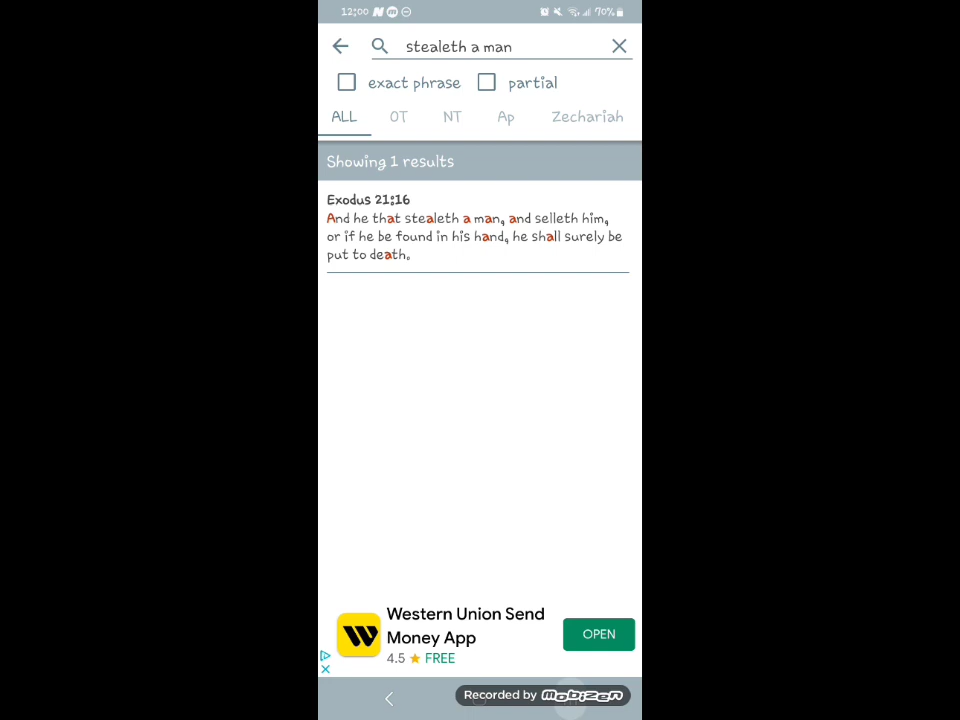 12:00 70%
stealeth a man
exact phrase partial
ALL OT NT Ap Zechariah
Showing 1 results
Exodus 21:16
And he that stealeth a man, and selleth him,
or if he be found in his hand, he shall surely be
put to death.
Western Union Send
Money App
OPEN
4.5 ★ FREE
Recorded by mobizen